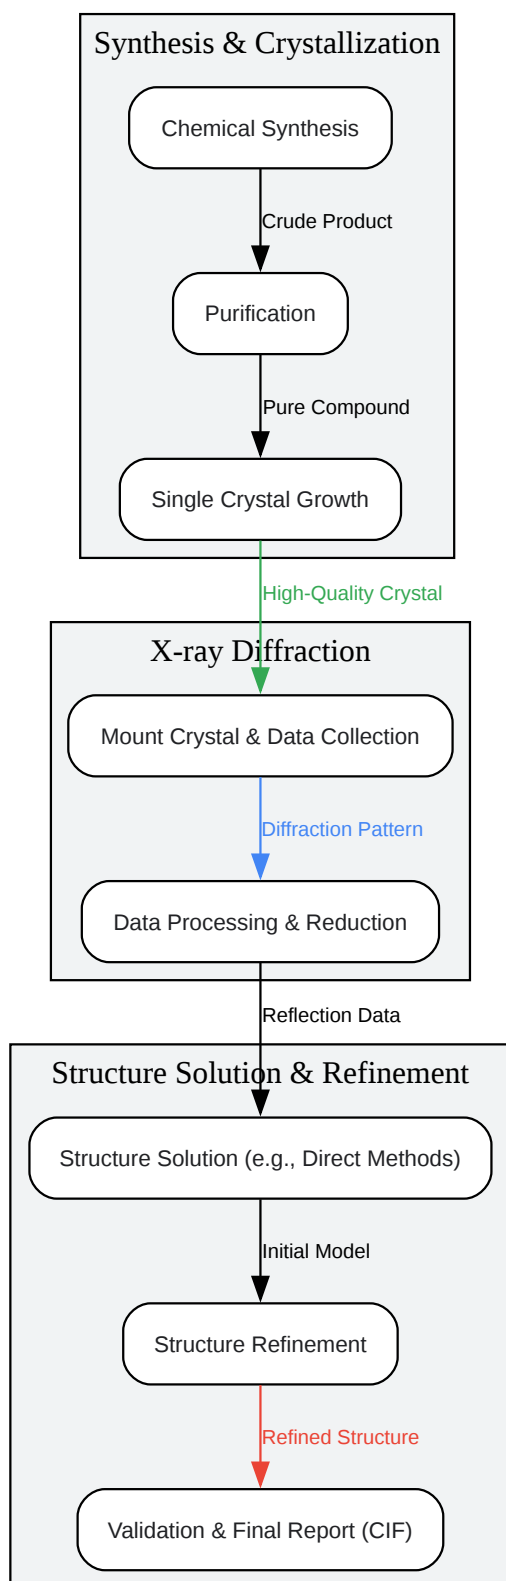 Synthesis & Crystallization
Chemical Synthesis
Crude Product
Purification
Pure Compound
Single Crystal Growth
High-Quality Crystal
X-ray Diffraction
Mount Crystal & Data Collection
Diffraction Pattern
Data Processing & Reduction
Reflection Data
Structure Solution & Refinement
Structure Solution (e.g., Direct Methods)
Initial Model
Structure Refinement
Refined Structure
Validation & Final Report (CIF)